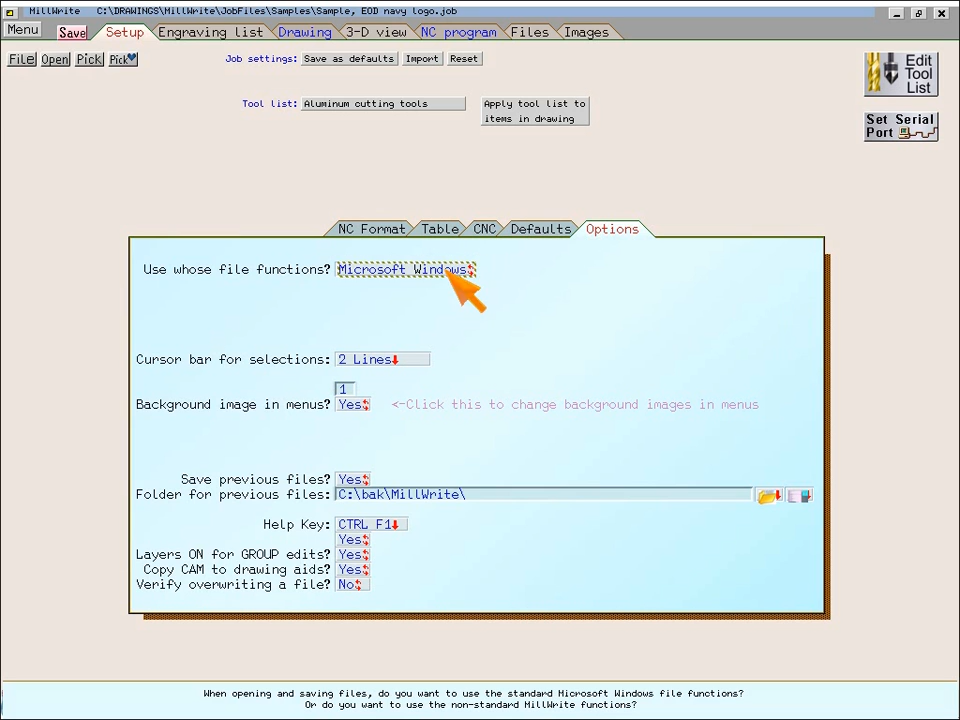 MillWrite C:\DRAWINGS\MillWrite\JobFiles\Samples\Sample, EOD navy logo.job
Menu Save Setup Engraving list Drawing 3-D view NC program Files Images
File Open Pick Pick Job settings: Save as defaults Import Reset
Edit
Tool
List
Tool list: Aluminum cutting tools
Apply tool list to
items in drawing
Set Serial
Port
NC Format Table CNC Defaults Options
Use whose file functions? Microsoft Windows
Cursor bar for selections: 2 Lines
1
Background image in menus? Yes <-Click this to change background images in menus
Save previous files? Yes
Folder for previous files: C:\bak\MillWrite\
Help Key: CTRL F1
Yes
Layers ON for GROUP edits? Yes
Copy CAM to drawing aids? Yes
Verify overwriting a file? No
When opening and saving files, do you want to use the standard Microsoft Windows file functions?
Or do you want to use the non-standard MillWrite functions?